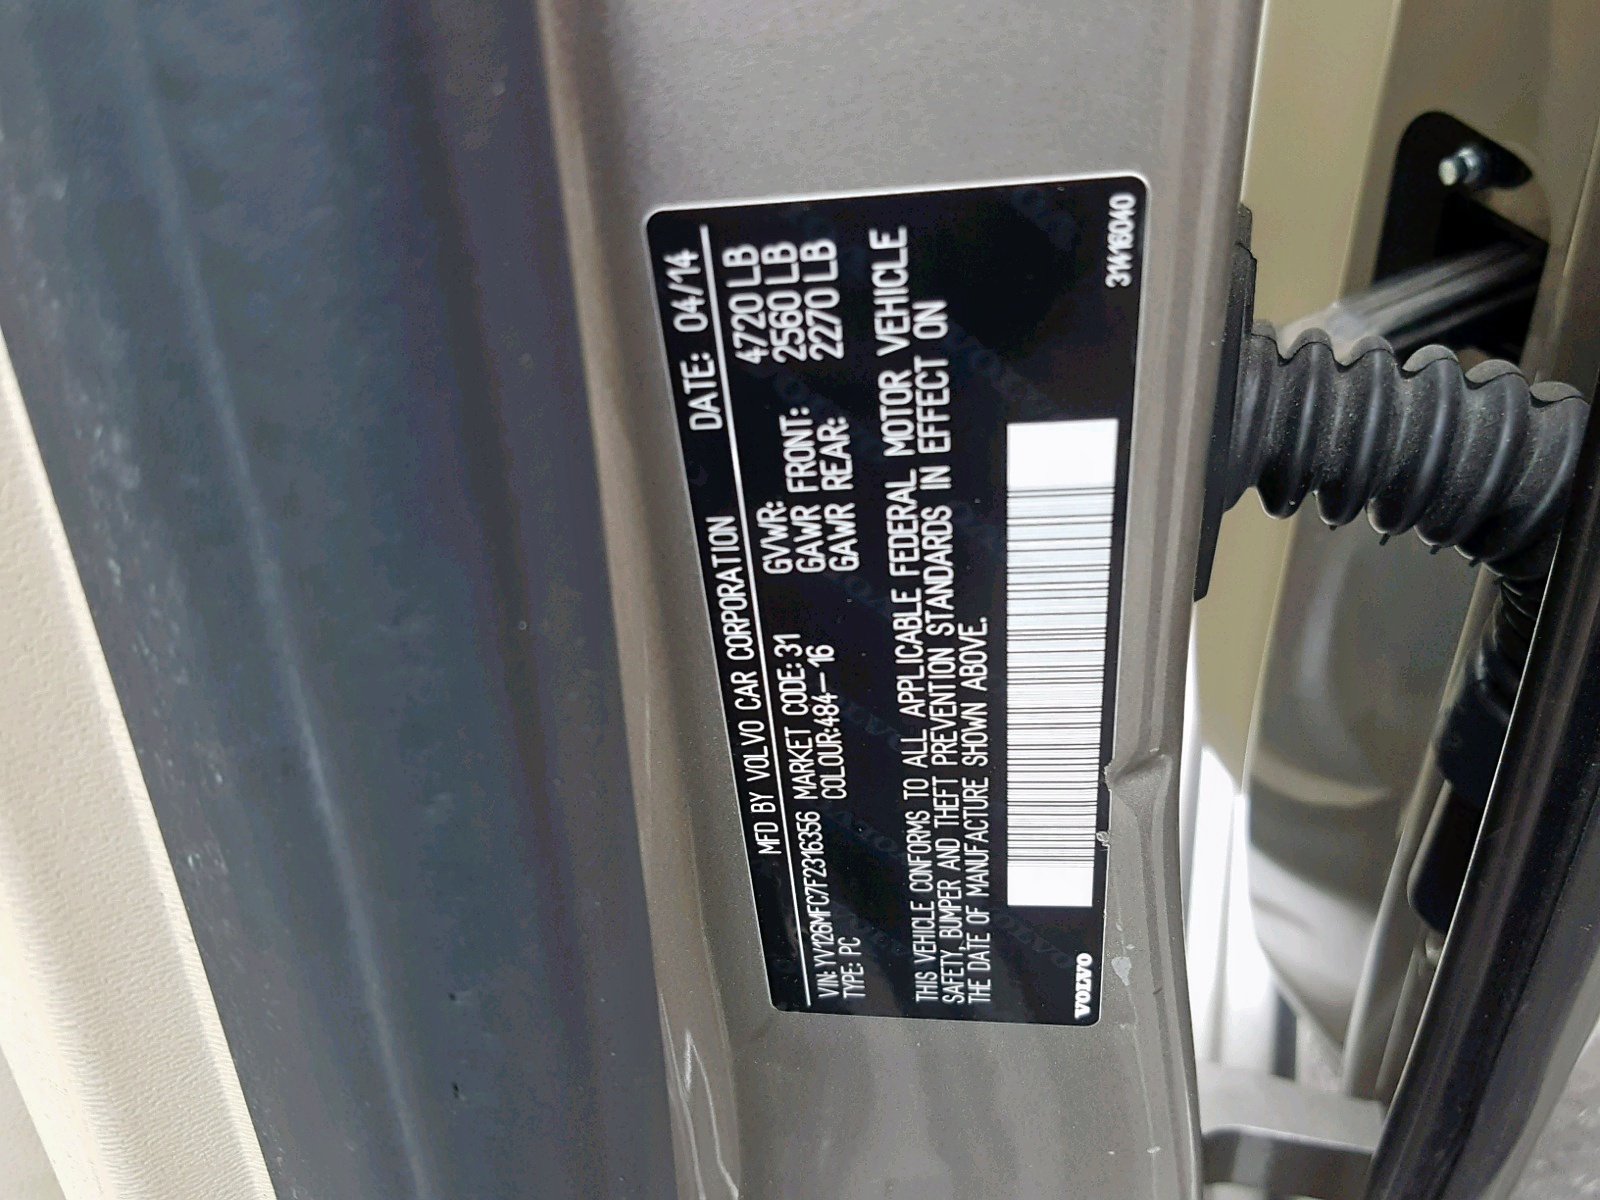 MFD BY VOLVO CAR CORPORATION DATE: 04/14
VIN: YV126MFC7F2316356 MARKET CODE: 31 GVWR: 4720 LB
TYPE: PC COLOUR:484-16 GAWR FRONT: 2560 LB
GAWR REAR: 2270 LB
THIS VEHICLE CONFORMS TO ALL APPLICABLE FEDERAL MOTOR VEHICLE
SAFETY, BUMPER AND THEFT PREVENTION STANDARDS IN EFFECT ON
THE DATE OF MANUFACTURE SHOWN ABOVE.
VOLVO 31416040